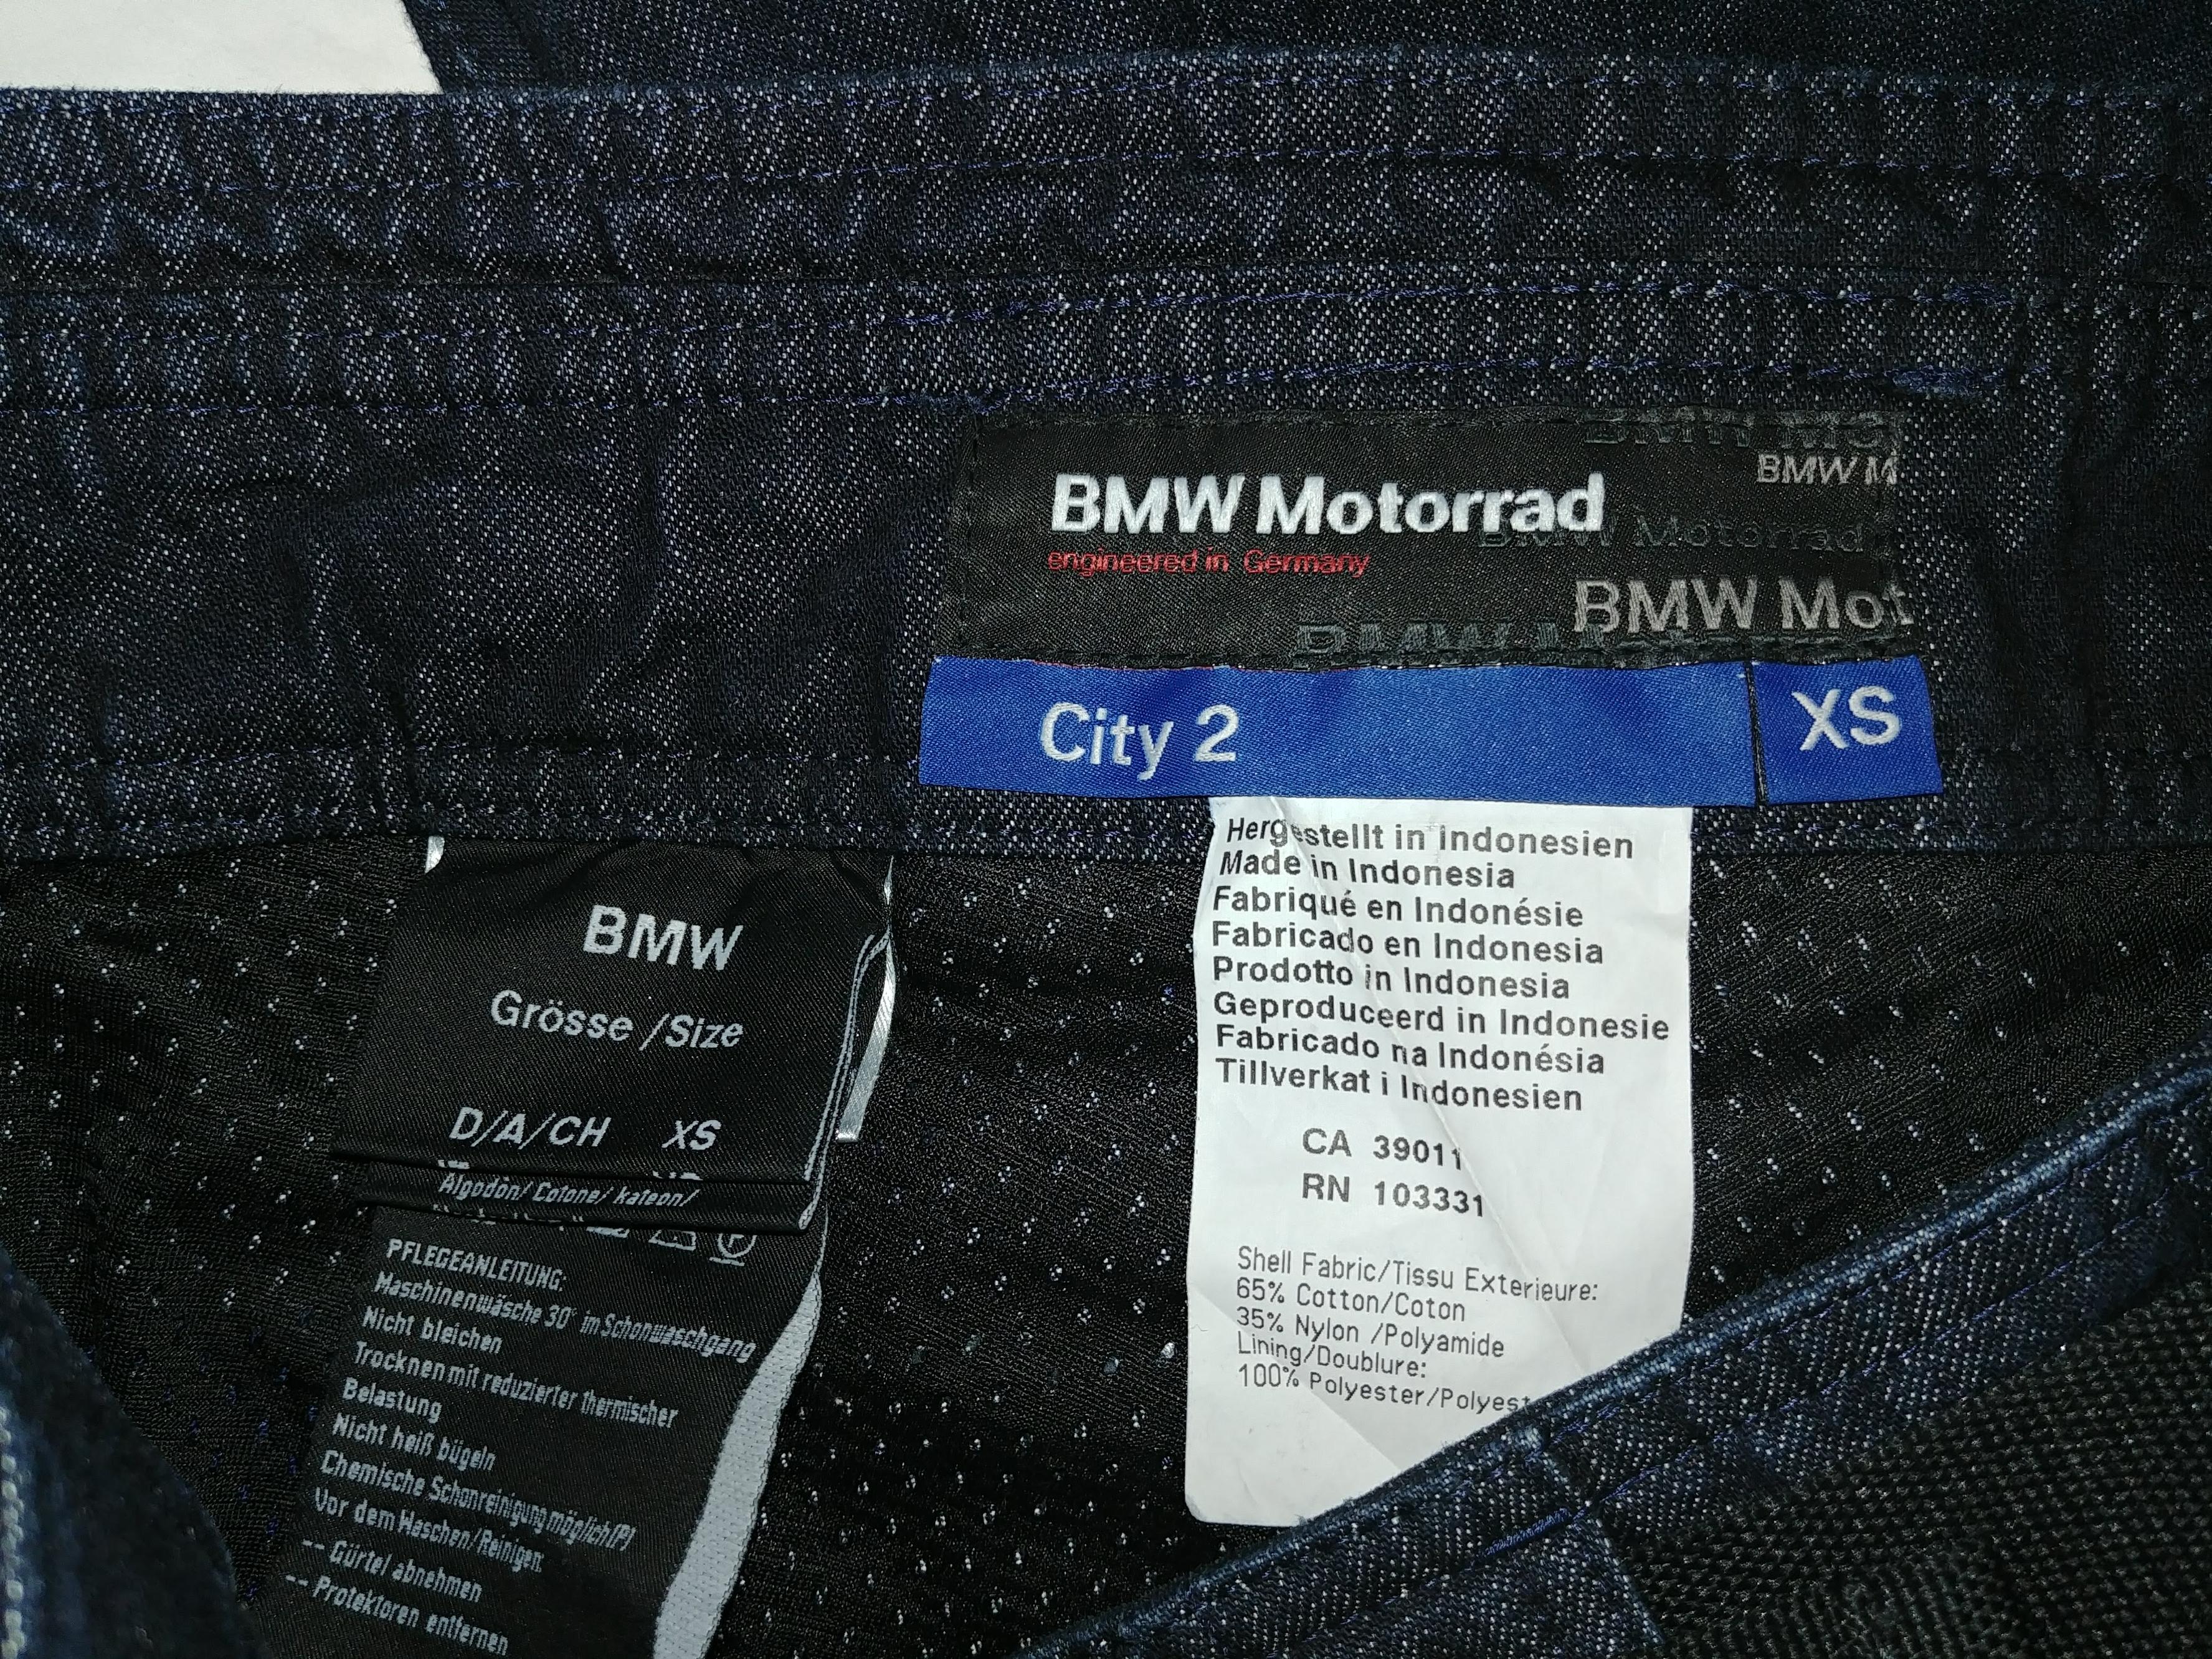 BMW Motorrad
engineered in Germany
BMW M
BMW Motorrad
BMW Mot
City 2
XS
Hergestellt in Indonesien
Made in Indonesia
Fabriqué en Indonésie
Fabricado en Indonesia
Prodotto in Indonesia
Geproduceerd in Indonesie
Fabricado na Indonésia
Tillverkat i Indonesien
CA 39011
RN 103331
Shell Fabric/Tissu Exterieure:
65% Cotton/Coton
35% Nylon /Polyamide
Lining/Doublure:
100% Polyester/Polyest
BMW
Grösse /Size
D/A/CH XS
Algodón/ Cotone/ katoen/
PFLEGEANLEITUNG:
Maschinenwäsche 30° im Schonwaschgang
Nicht bleichen
Trocknen mit reduzierter thermischer
Belastung
Nicht heiß bügeln
Chemische Schonreinigung möglich(P)
Vor dem Waschen/Reinigen:
-- Gürtel abnehmen
-- Protektoren entfernen